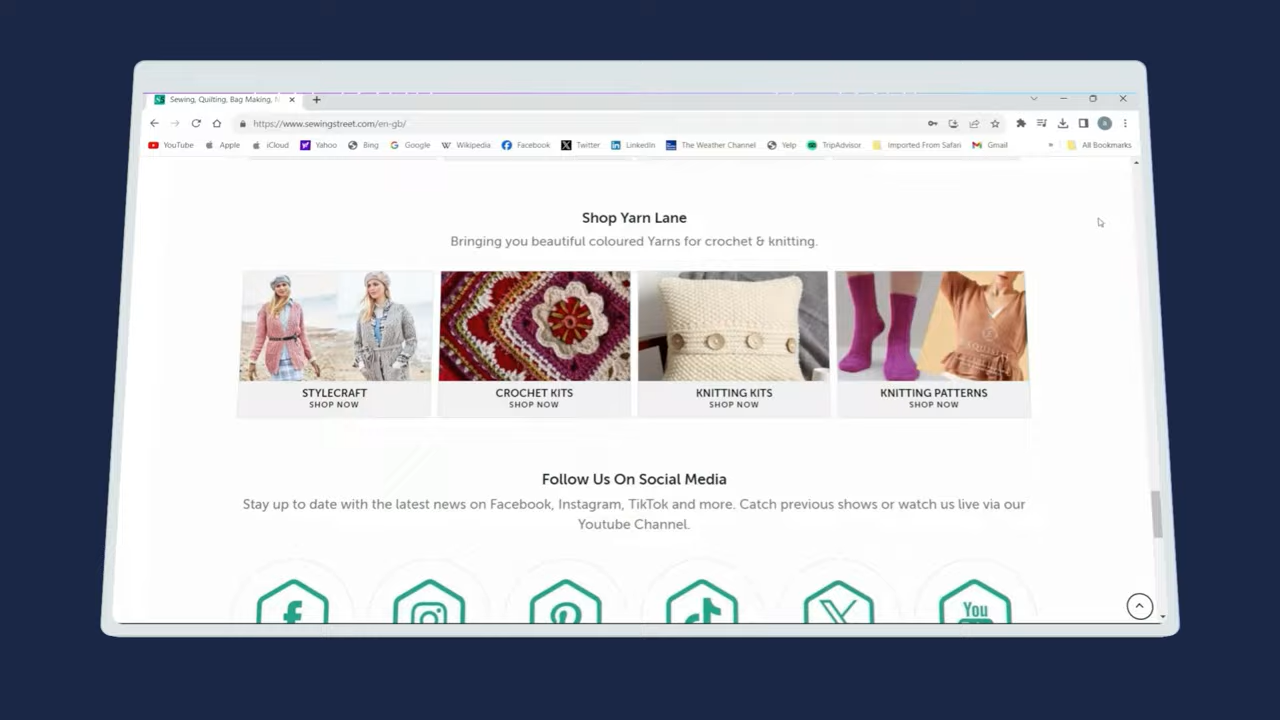 Sewing, Quilting, Bag Making,
https://www.sewingstreet.com/en-gb/
YouTube Apple iCloud Yahoo Bing Google Wikipedia Facebook Twitter LinkedIn The Weather Channel Yelp TripAdvisor Imported From Safari Gmail » All Bookmarks
Shop Yarn Lane
Bringing you beautiful coloured Yarns for crochet & knitting.
STYLECRAFT CROCHET KITS KNITTING KITS KNITTING PATTERNS
SHOP NOW SHOP NOW SHOP NOW SHOP NOW
Follow Us On Social Media
Stay up to date with the latest news on Facebook, Instagram, TikTok and more. Catch previous shows or watch us live via our
Youtube Channel.
You